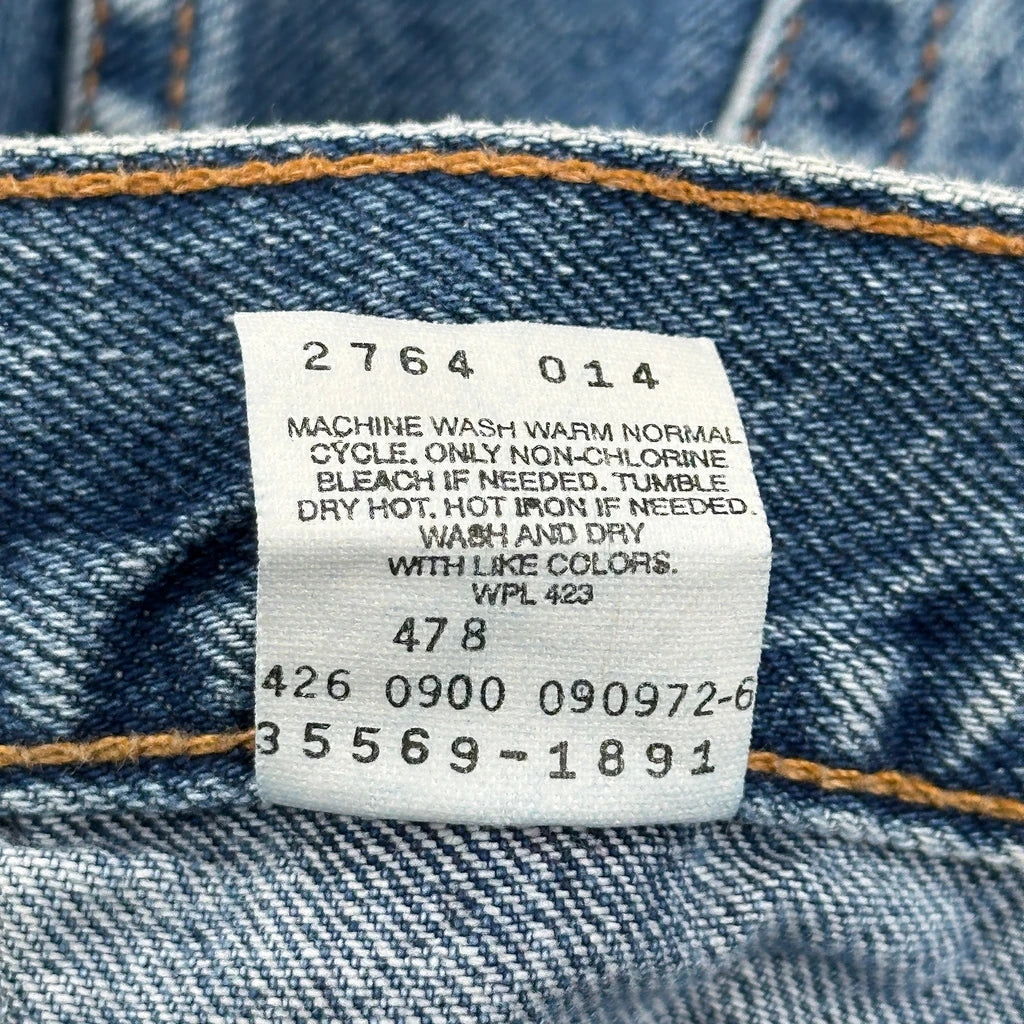 2764 014
MACHINE WASH WARM NORMAL
CYCLE. ONLY NON-CHLORINE
BLEACH IF NEEDED. TUMBLE
DRY HOT. HOT IRON IF NEEDED.
WASH AND DRY
WITH LIKE COLORS.
WPL 423
478
426 0900 090972-6
35569-1891